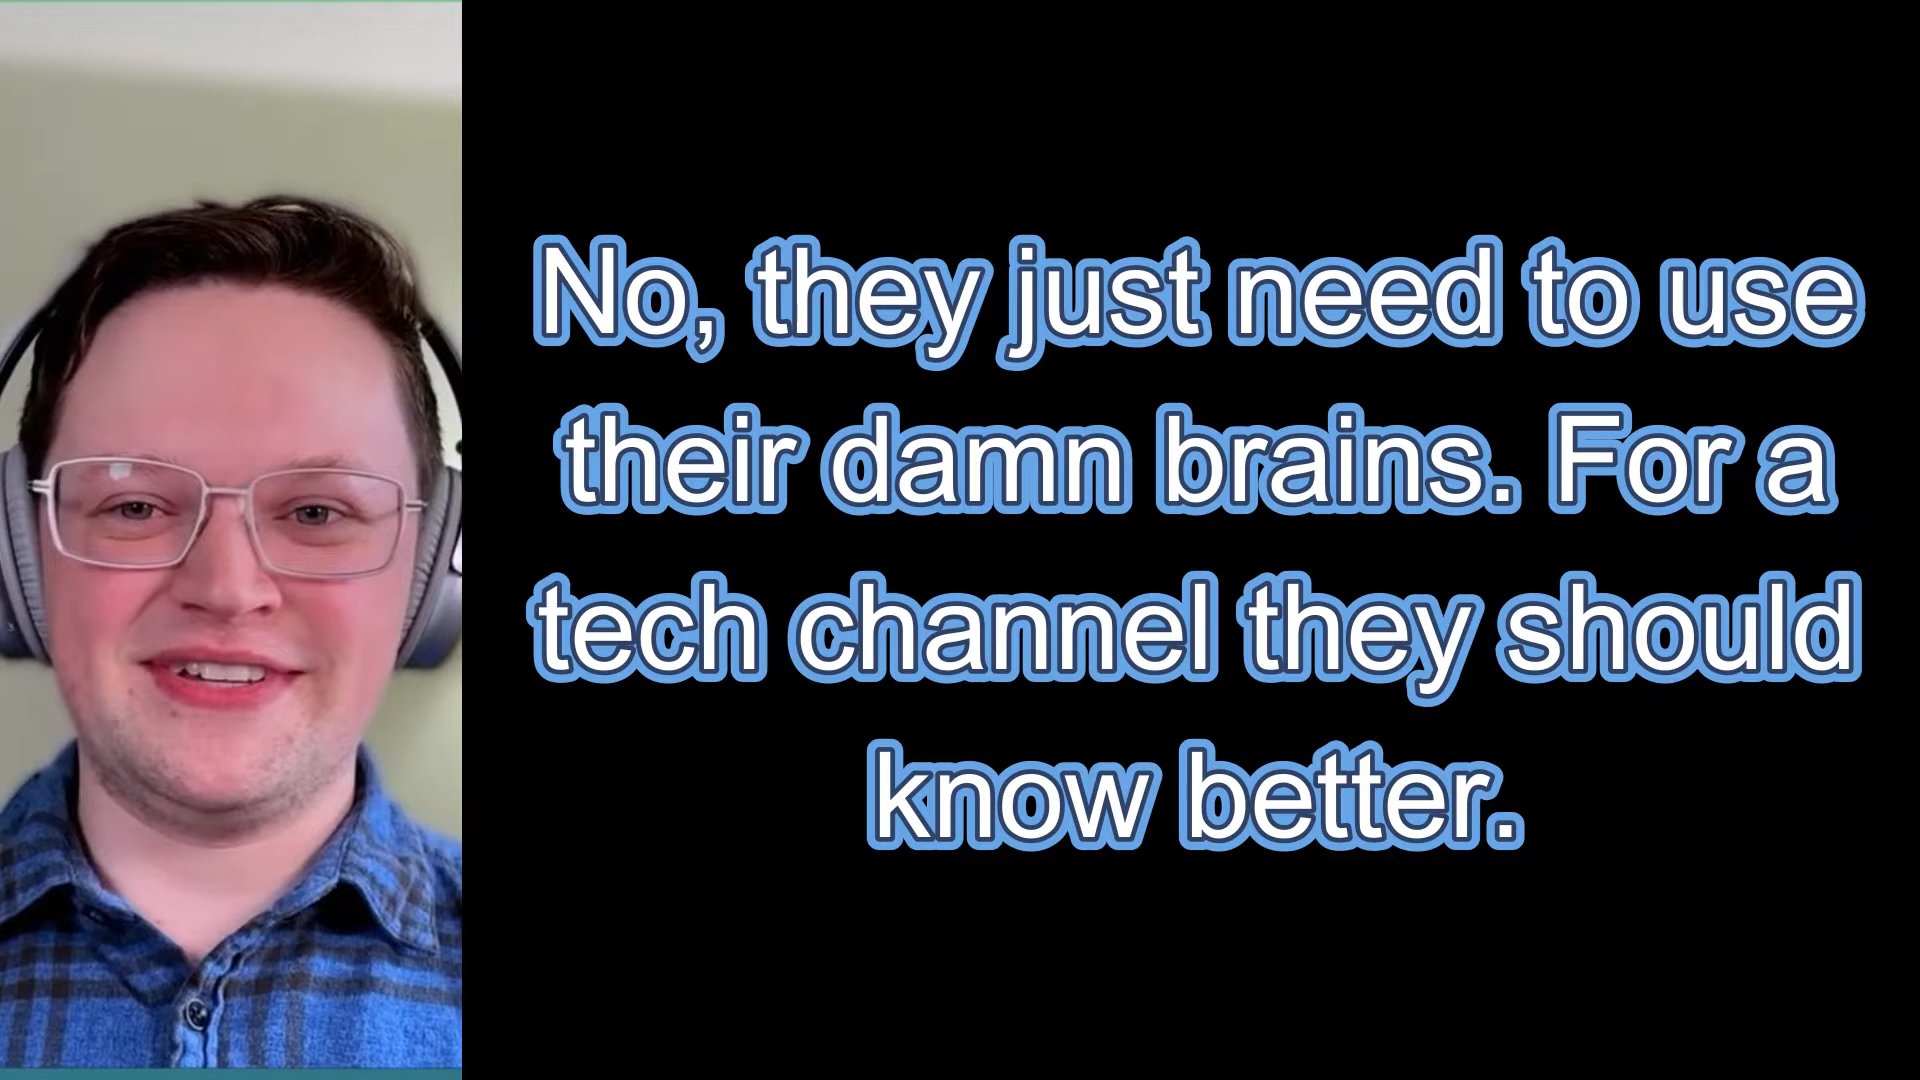 No, they just need to use
their damn brains. For a
tech channel they should
know better.